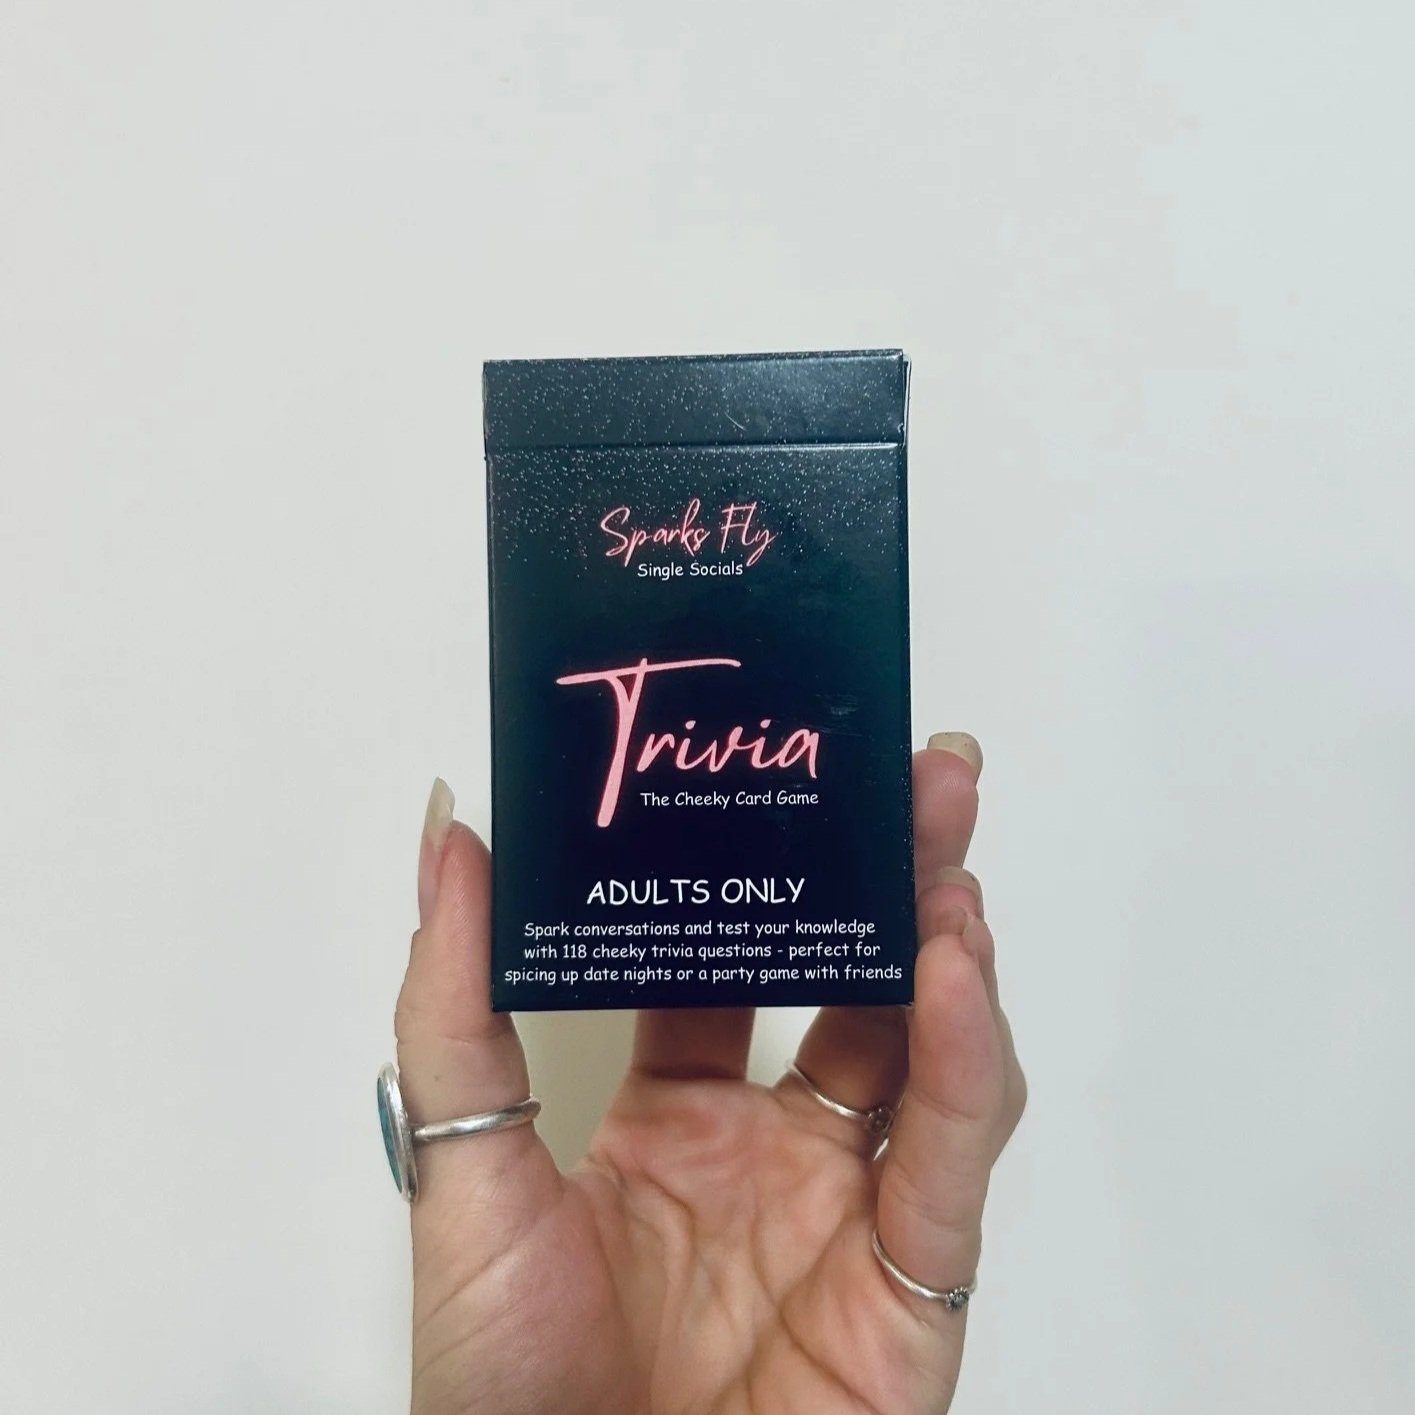 Sparks Fly
Single Socials
Trivia
The Cheeky Card Game
ADULTS ONLY
Spark conversations and test your knowledge
with 118 cheeky trivia questions - perfect for
spicing up date nights or a party game with friends